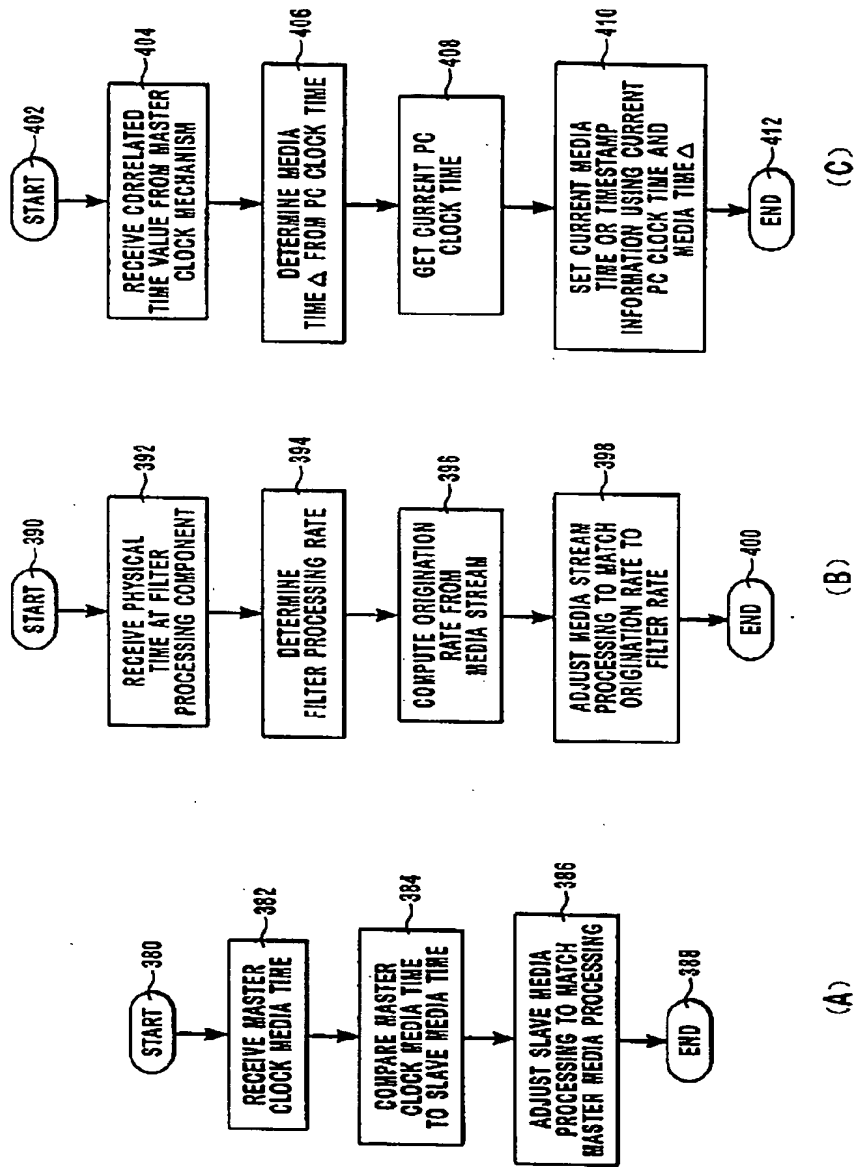 START
380
RECEIVE MASTER
CLOCK MEDIA TIME
382
COMPARE MASTER
CLOCK MEDIA TIME
TO SLAVE MEDIA TIME
384
ADJUST SLAVE MEDIA
PROCESSING TO MATCH
MASTER MEDIA PROCESSING
386
END
388
(A)
START
390
RECEIVE PHYSICAL
TIME AT FILTER
PROCESSING COMPONENT
392
DETERMINE
FILTER PROCESSING RATE
394
COMPUTE ORIGINATION
RATE FROM
MEDIA STREAM
396
ADJUST MEDIA STREAM
PROCESSING TO MATCH
ORIGINATION RATE TO
FILTER RATE
398
END
400
(B)
START
402
RECEIVE CORRELATED
TIME VALUE FROM MASTER
CLOCK MECHANISM
404
DETERMINE MEDIA
TIME Δ FROM PC CLOCK TIME
406
GET CURRENT PC
CLOCK TIME
408
SET CURRENT MEDIA
TIME OR TIMESTAMP
INFORMATION USING CURRENT
PC CLOCK TIME AND
MEDIA TIME Δ
410
END
412
(C)